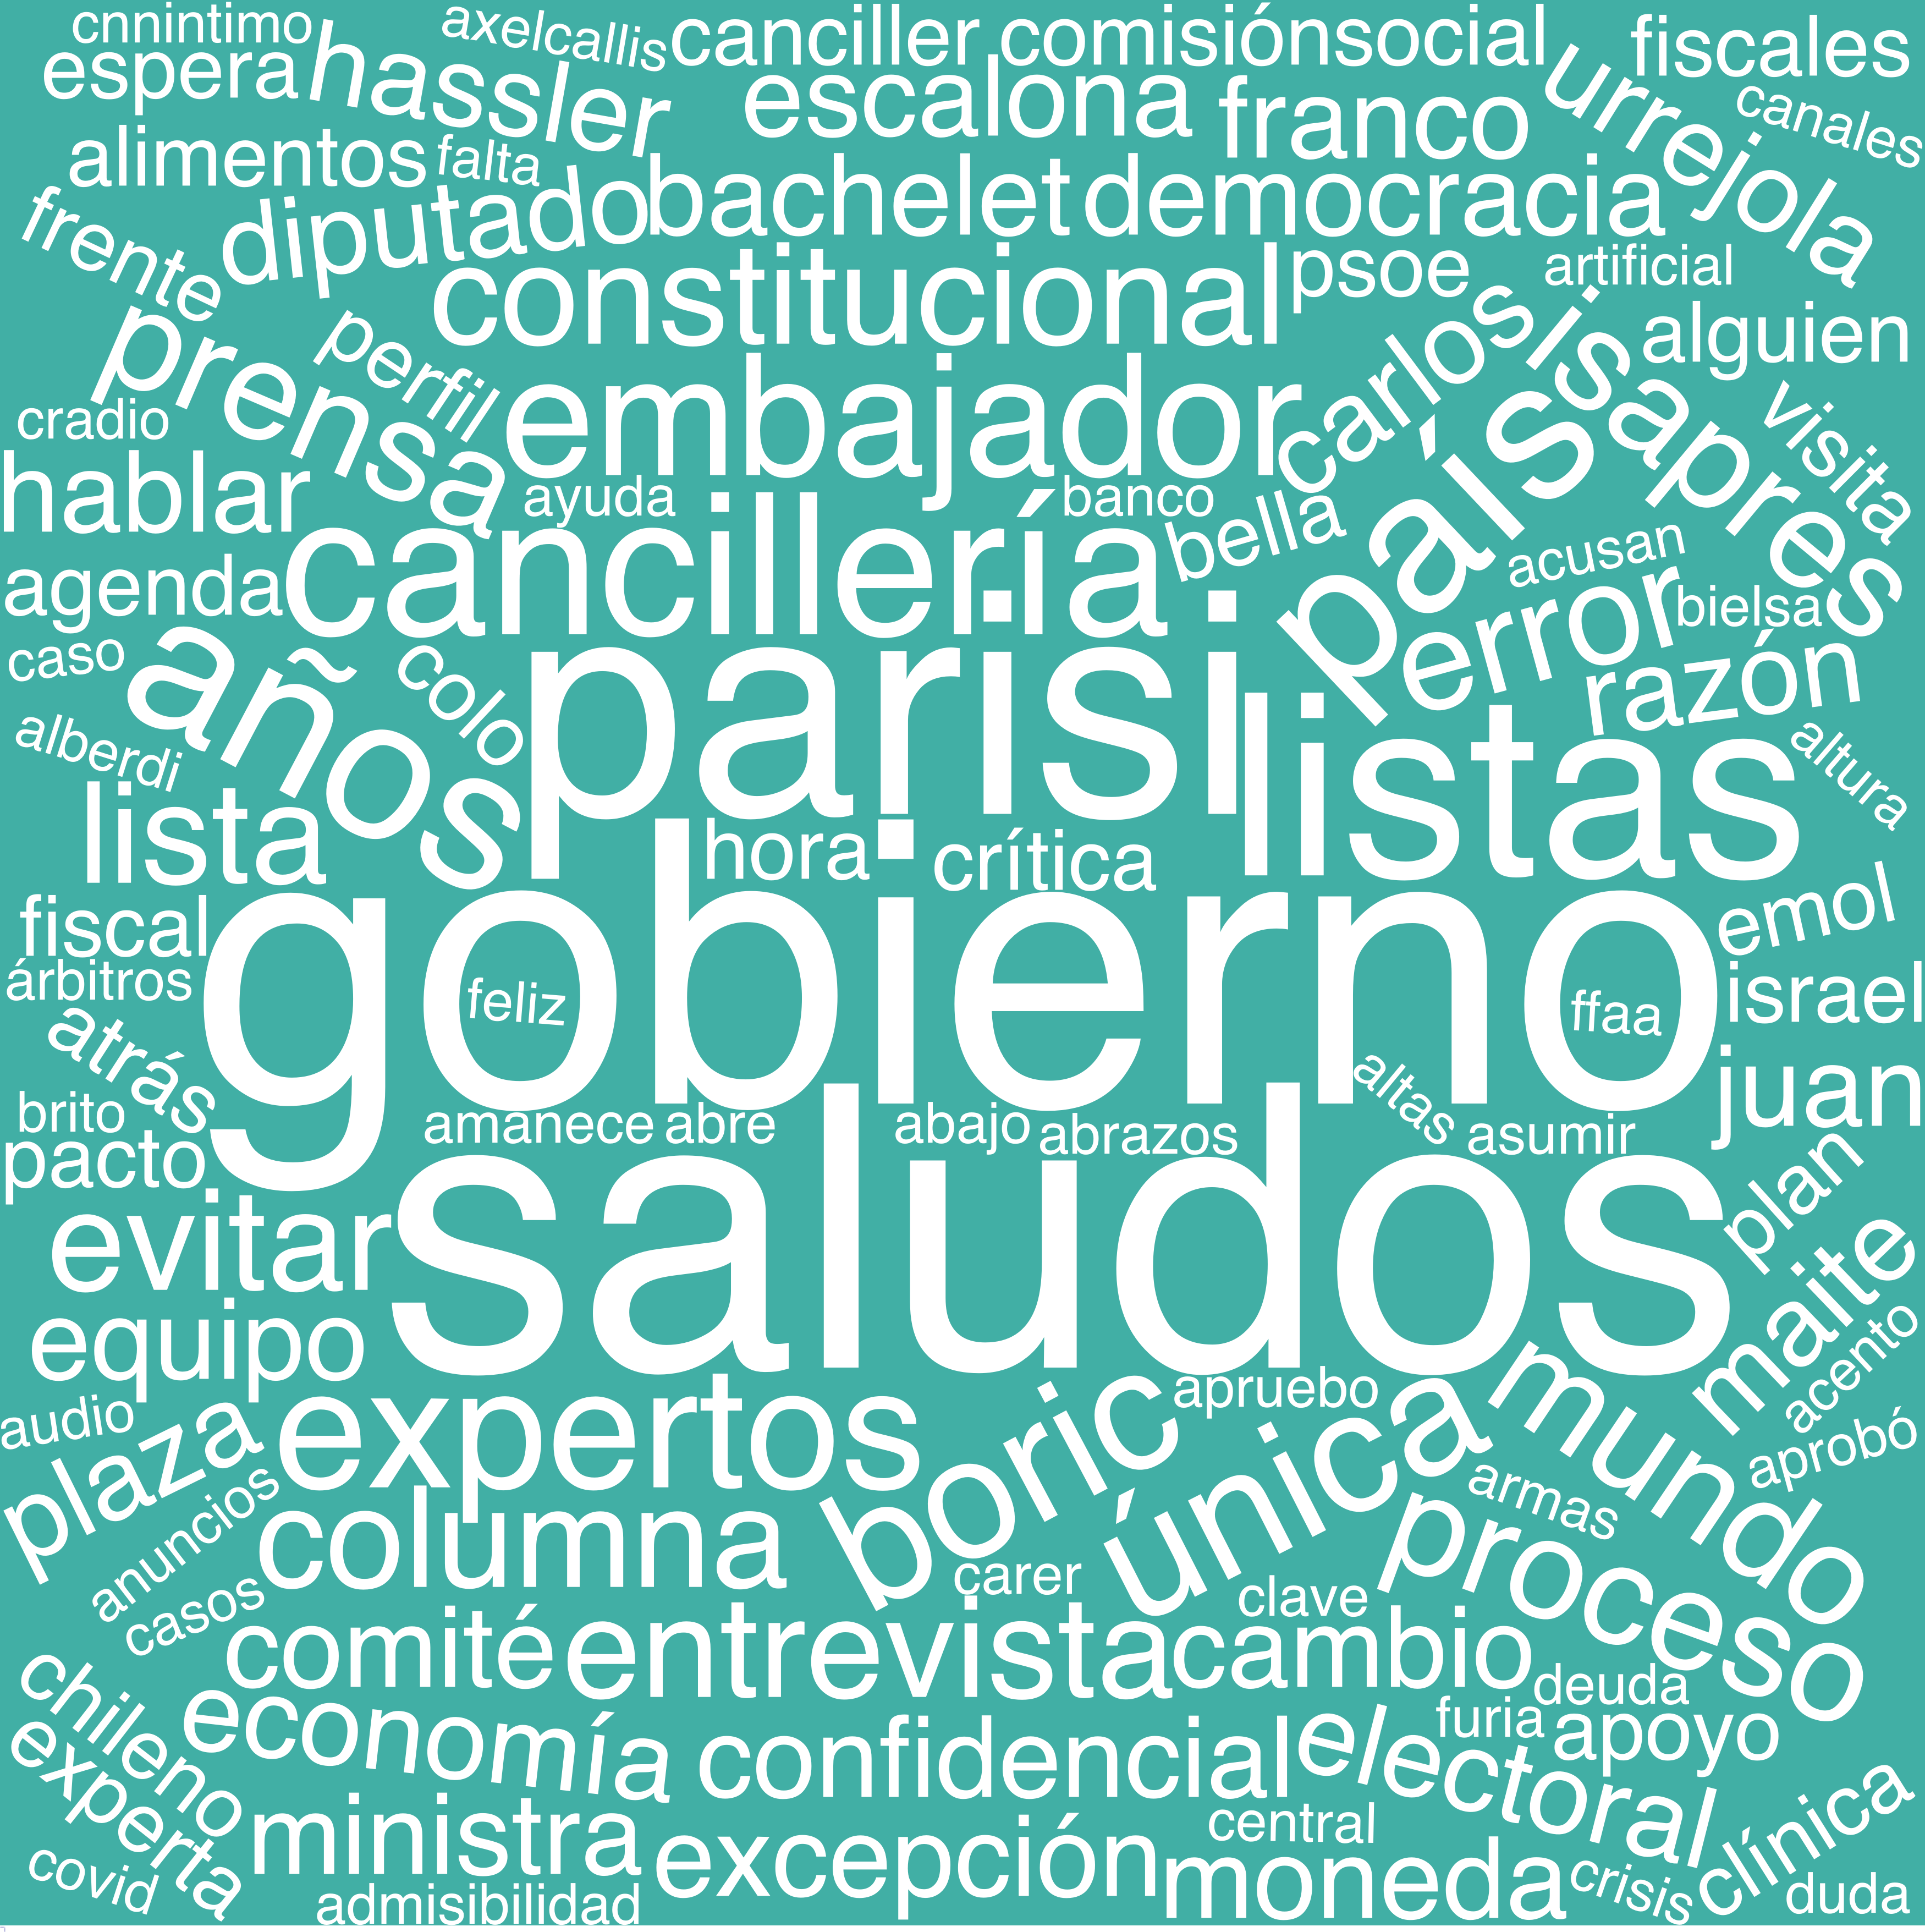 cnnintimo
axelcallis
canciller
comisión
social
fiscales
espera
hassler
escalona
franco
urrejola
canales
alimentos
falta
diputado
bachelet
democracia
frente
constitucional
psoe
artificial
prensa
perfil
embajador
carlos
isapres
alguien
cradio
visita
hablar
ayuda
banco
país
agenda
cancillería
bella
acusan
error
bielsa
caso
años
colo
parisi
razón
alberdi
listas
altura
lista
hora
crítica
fiscal
gobierno
emol
árbitros
feliz
ffaa
israel
atrás
altas
juan
brito
amanece
abre
abajo
abrazos
asumir
pacto
saludos
plan
evitar
maite
equipo
acento
audio
expertos
boric
apruebo
única
mundo
aprobó
plaza
anuncios
columna
carer
clave
armas
proceso
casos
comité
entrevista
cambio
chileno
deuda
economía
confidencial
electoral
furia
apoyo
experta
ministra
excepción
central
moneda
clínica
covid
admisibilidad
crisis
duda